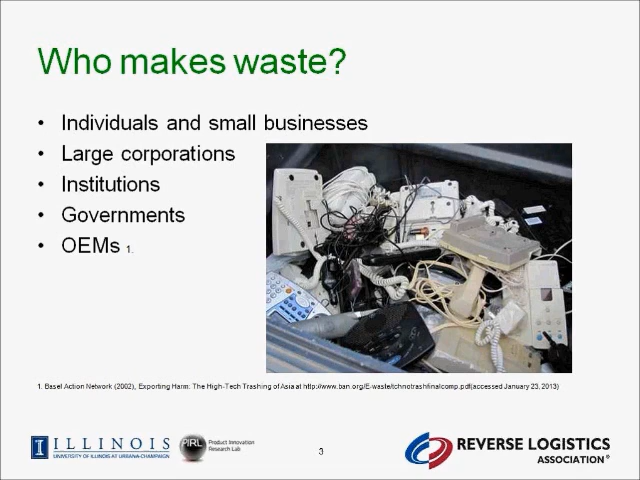 Who makes waste?
• Individuals and small businesses
• Large corporations
• Institutions
• Governments
• OEMs 1.
1. Basel Action Network (2002), Exporting Harm: The High-Tech Trashing of Asia at http://www.ban.org/E-waste/tchnotrashfinalcomp.pdf(accessed January 23, 2013)
I ILLINOIS
UNIVERSITY OF ILLINOIS AT URBANA-CHAMPAIGN
PIRL
Product Innovation
Research Lab
3
REVERSE LOGISTICS
ASSOCIATION®